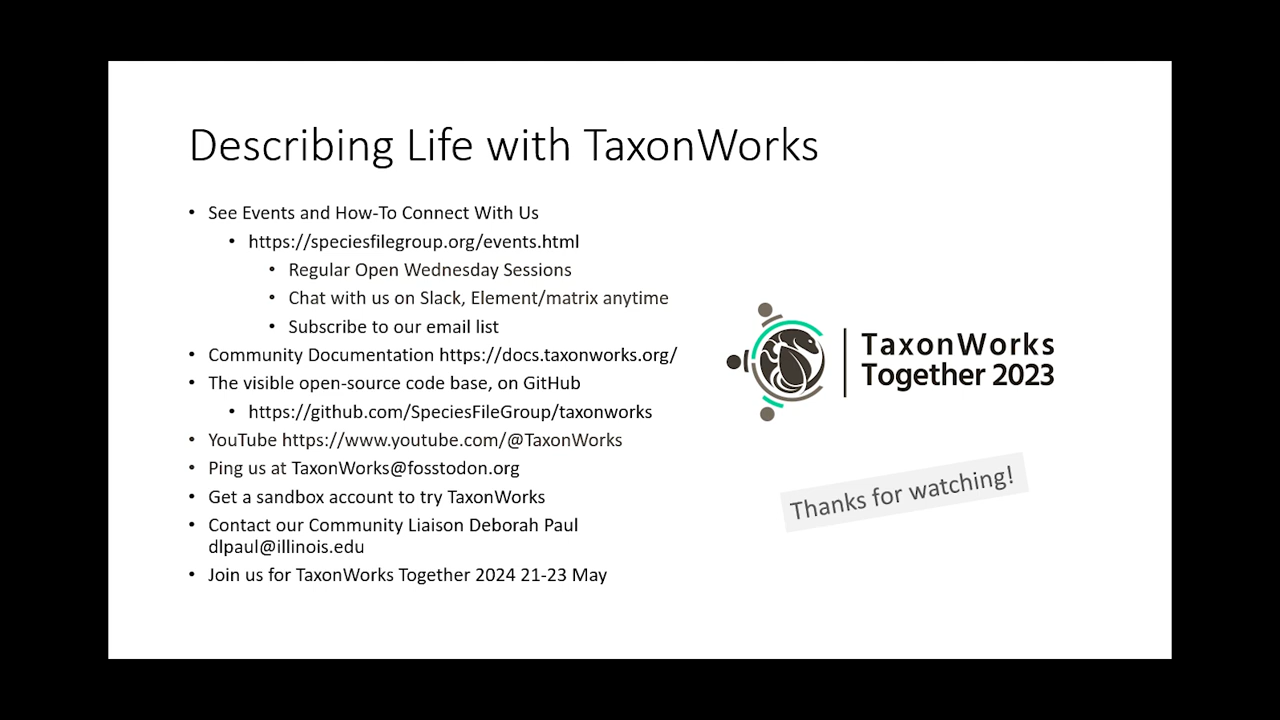 Describing Life with TaxonWorks
• See Events and How-To Connect With Us
• https://speciesfilegroup.org/events.html
• Regular Open Wednesday Sessions
• Chat with us on Slack, Element/matrix anytime
• Subscribe to our email list
• Community Documentation https://docs.taxonworks.org/
• The visible open-source code base, on GitHub
• https://github.com/SpeciesFileGroup/taxonworks
• YouTube https://www.youtube.com/@TaxonWorks
• Ping us at TaxonWorks@fosstodon.org
• Get a sandbox account to try TaxonWorks
• Contact our Community Liaison Deborah Paul
dlpaul@illinois.edu
• Join us for TaxonWorks Together 2024 21-23 May
TaxonWorks
Together 2023
Thanks for watching!